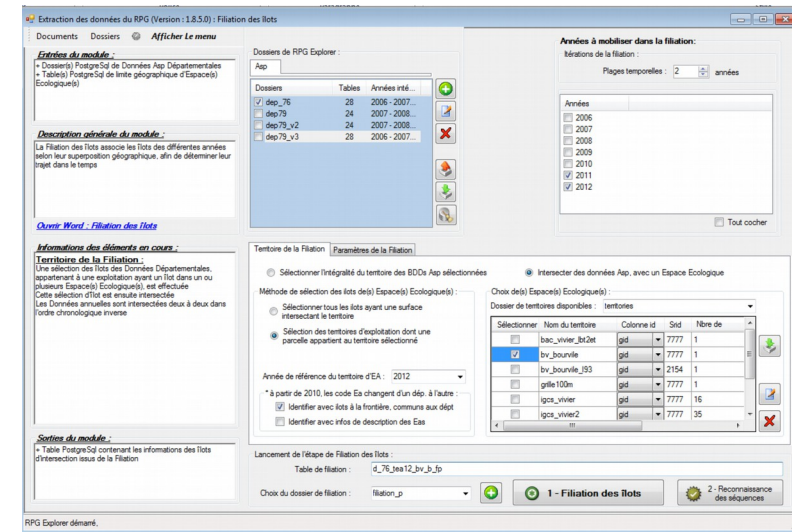 Extraction des données du RPG (Version : 1.8.5.0) : Filiation des îlots
Documents Dossiers Afficher Le menu
Entrées du module :
+ Dossier(s) PostgreSql de Données Asp Départementales
+ Table(s) PostgreSql de limite géographique d'Espace(s)
Ecologique(s)
Description générale du module :
La Filiation des Îlots associe les Îlots des différentes années
selon leur superposition géographique, afin de déterminer leur
trajet dans le temps
Ouvrir Word : Filiation des Îlots
Informations des éléments en cours :
Territoire de la Filiation :
Une sélection des Îlots des Données Départementales,
appartenant à une exploitation ayant un Îlot dans un ou
plusieurs Espace(s) Ecologique(s), est effectuée
Cette sélection d'Îlot est ensuite intersectée
Les Données annuelles sont intersectées deux à deux dans
l'ordre chronologique inverse
Sorties du module :
+ Table PostgreSql contenant les informations des Îlots
d'intersection issus de la Filiation
Dossiers de RPG Explorer :
Asp
Dossiers Tables Années inté...
dep_76 28 2006 - 2007...
dep79 24 2007 - 2008...
dep79_v2 24 2007 - 2008...
dep79_v3 28 2006 - 2007...
Années à mobiliser dans la filiation:
Itérations de la filiation :
Plages temporelles : 2 années
Années
2006
2007
2008
2009
2010
2011
2012
Tout cocher
Territoire de la Filiation Paramètres de la Filiation
Sélectionner l'Intégralité du territoire des BDDs Asp sélectionnées
Intersecter des données Asp, avec un Espace Ecologique
Méthode de sélection des ilots de(s) Espace(s) Ecologique(s) :
Sélectionner tous les ilots ayant une surface
intersectant le territoire
Sélection des territoires d'exploitation dont une
parcelle appartient au territoire sélectionné
Année de référence du territoire d'EA : 2012
* à partir de 2010, les code Ea changent d'un dép. à l'autre :
Identifier avec ilots à la frontière, communs aux dépt
Identifier avec infos de description des Eas
Choix de(s) Espace(s) Ecologique(s) :
Dossier de territoires disponibles : territories
Sélectionner Nom du territoire Colonne id Srid Nbre de
bac_vivier_lbt2et gid 7777 1
bv_bourvile gid 7777 1
bv_bourvile_l93 gid 2154 1
grille100m gid 7777 1
igcs_vivier gid 7777 16
igcs_vivier2 gid 7777 35
Lancement de l'étape de Filiation des Îlots :
Table de filiation : d_76_tea12_bv_b_fp
Choix du dossier de filiation : filiation_p
1 - Filiation des Îlots
2 - Reconnaissance
des séquences
RPG Explorer démarré,